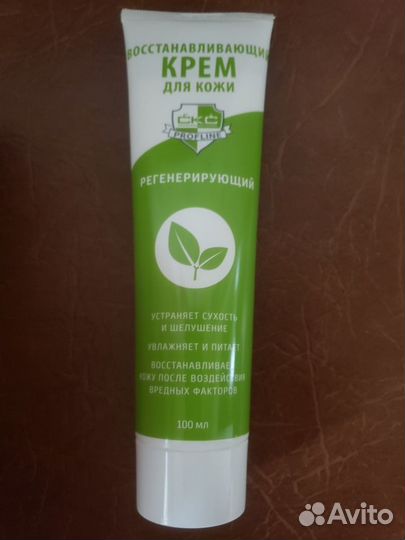 ВОССТАНАВЛИВАЮЩИЙ
КРЕМ
ДЛЯ КОЖИ
СКС
PROFLINE
РЕГЕНЕРИРУЮЩИЙ
УСТРАНЯЕТ СУХОСТЬ
И ШЕЛУШЕНИЕ
УВЛАЖНЯЕТ И ПИТАЕТ
ВОССТАНАВЛИВАЕТ
КОЖУ ПОСЛЕ ВОЗДЕЙСТВИЯ
ВРЕДНЫХ ФАКТОРОВ
100 мл
Avito